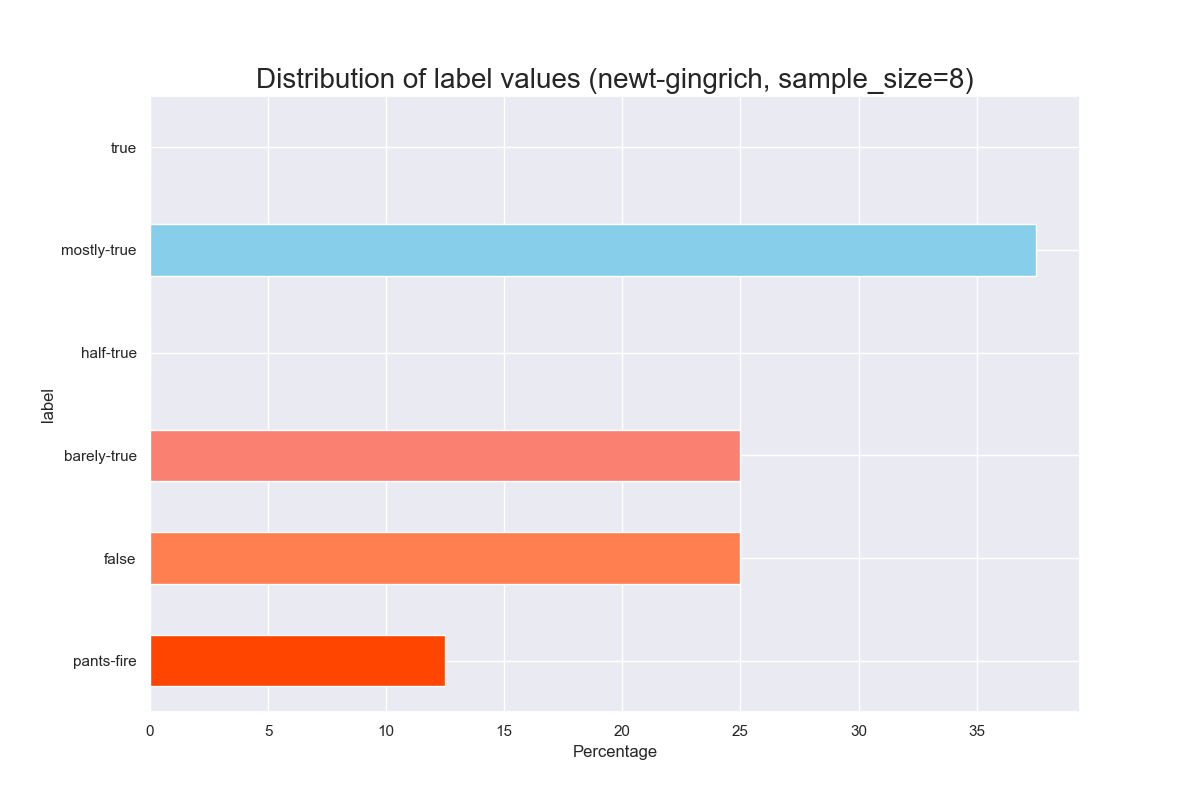 Distribution of label values (newt-gingrich, sample_size=8)
true
mostly-true
half-true
barely-true
false
pants-fire
label
0 5 10 15 20 25 30 35
Percentage